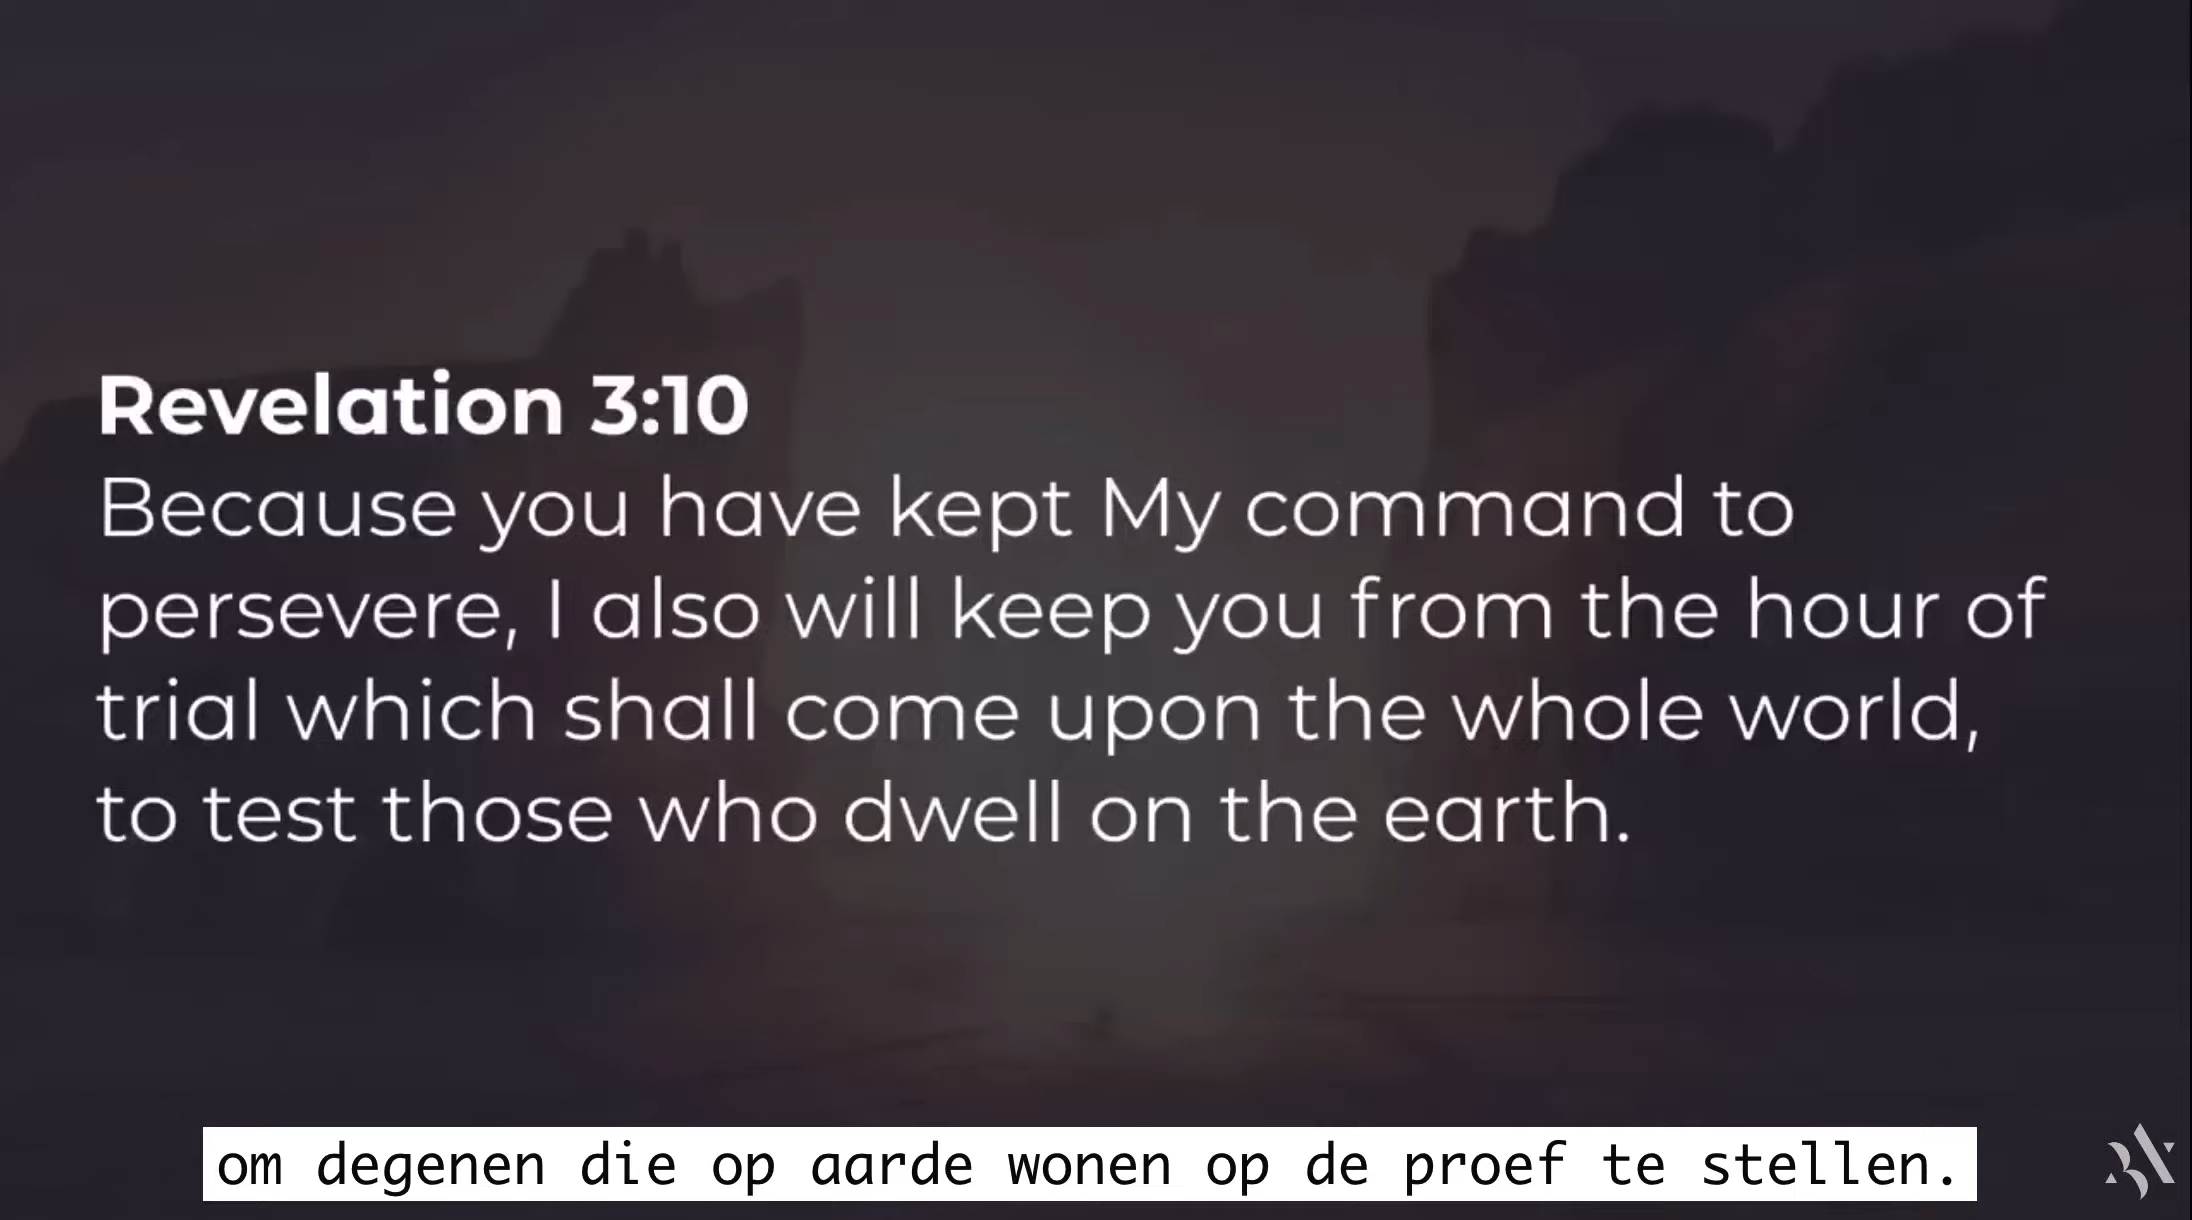 Revelation 3:10
Because you have kept My command to
persevere, I also will keep you from the hour of
trial which shall come upon the whole world,
to test those who dwell on the earth.
om degenen die op aarde wonen op de proef te stellen.